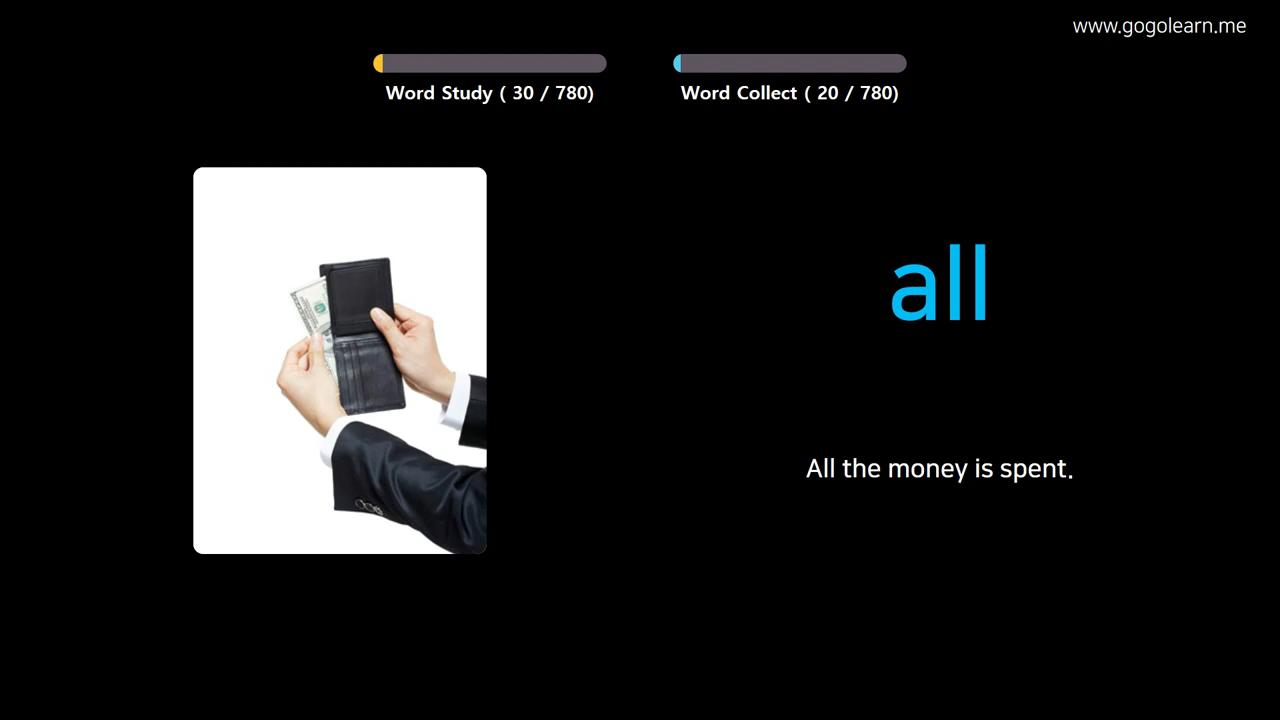 www.gogolearn.me
Word Study ( 30 / 780)
Word Collect ( 20 / 780)
all
All the money is spent.